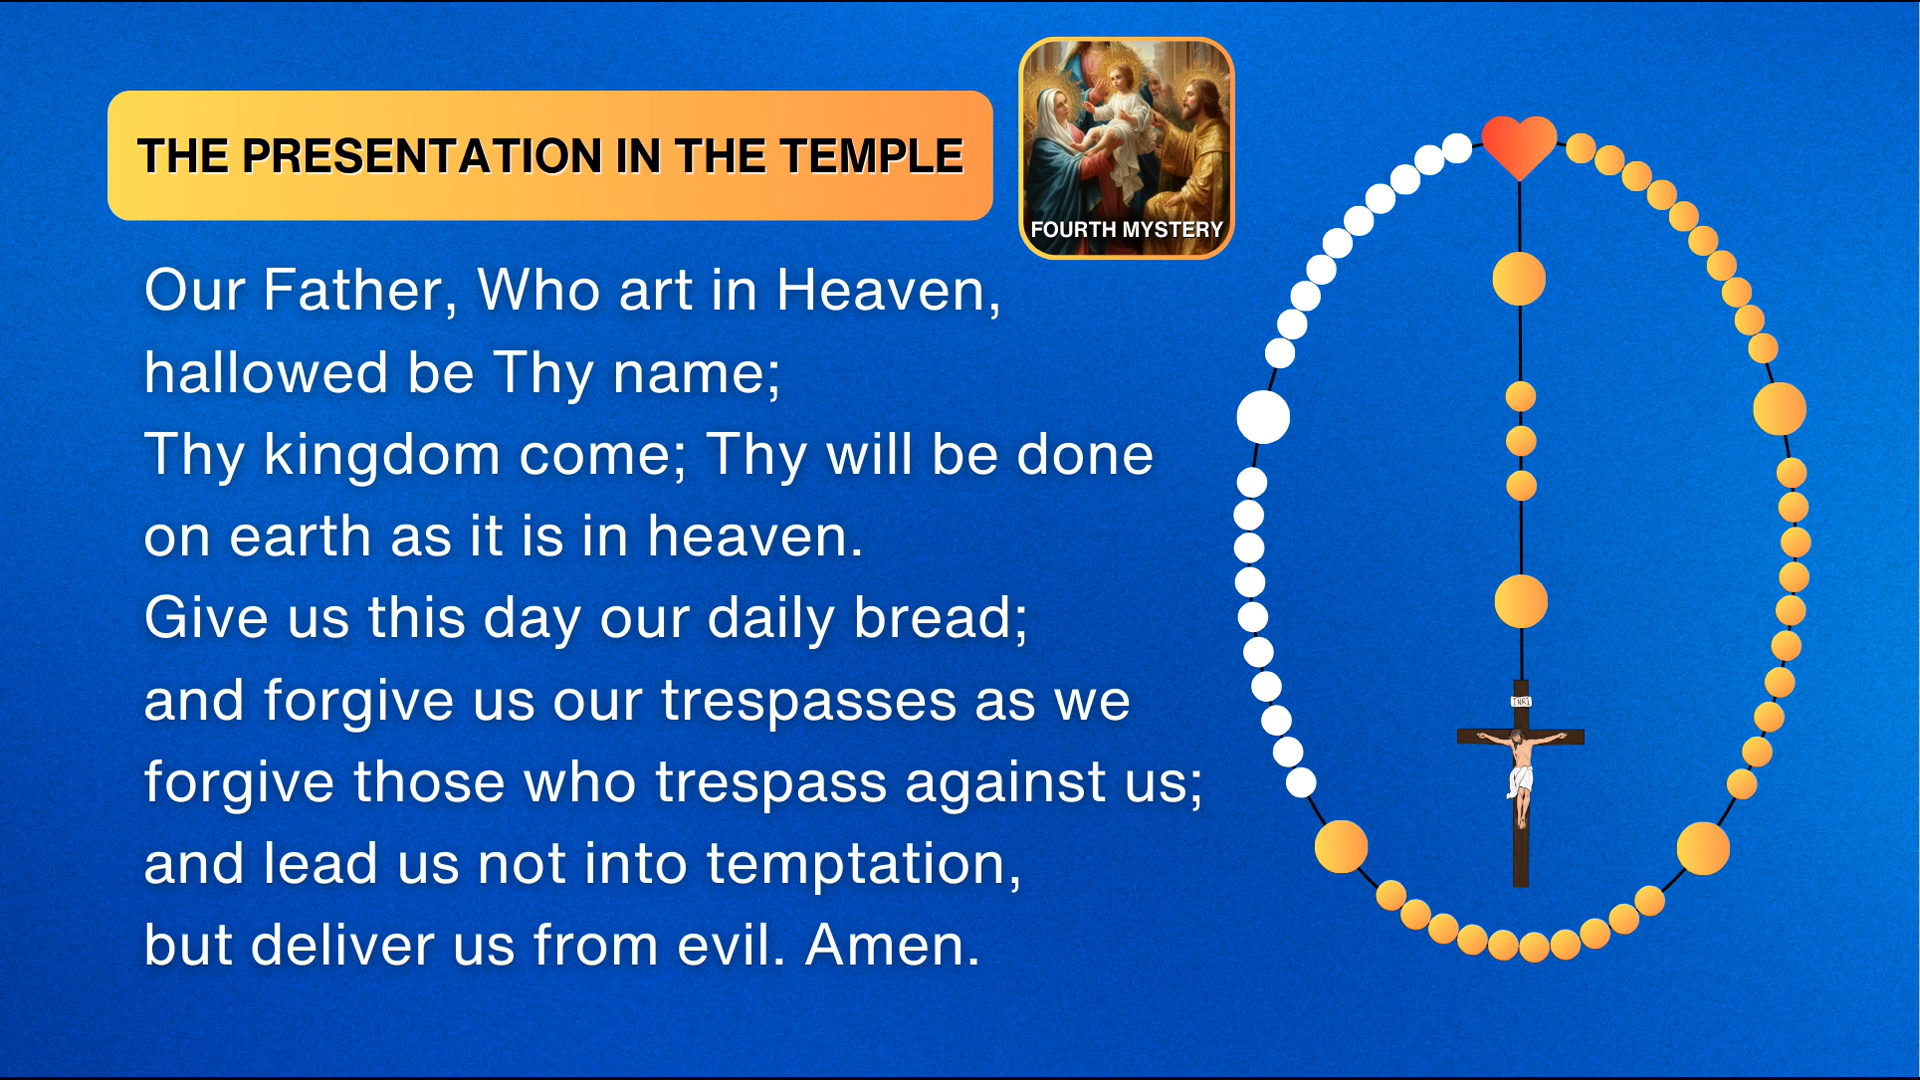 THE PRESENTATION IN THE TEMPLE
FOURTH MYSTERY
Our Father, Who art in Heaven,
hallowed be Thy name;
Thy kingdom come; Thy will be done
on earth as it is in heaven.
Give us this day our daily bread;
and forgive us our trespasses as we
forgive those who trespass against us;
and lead us not into temptation,
but deliver us from evil. Amen.
INRI